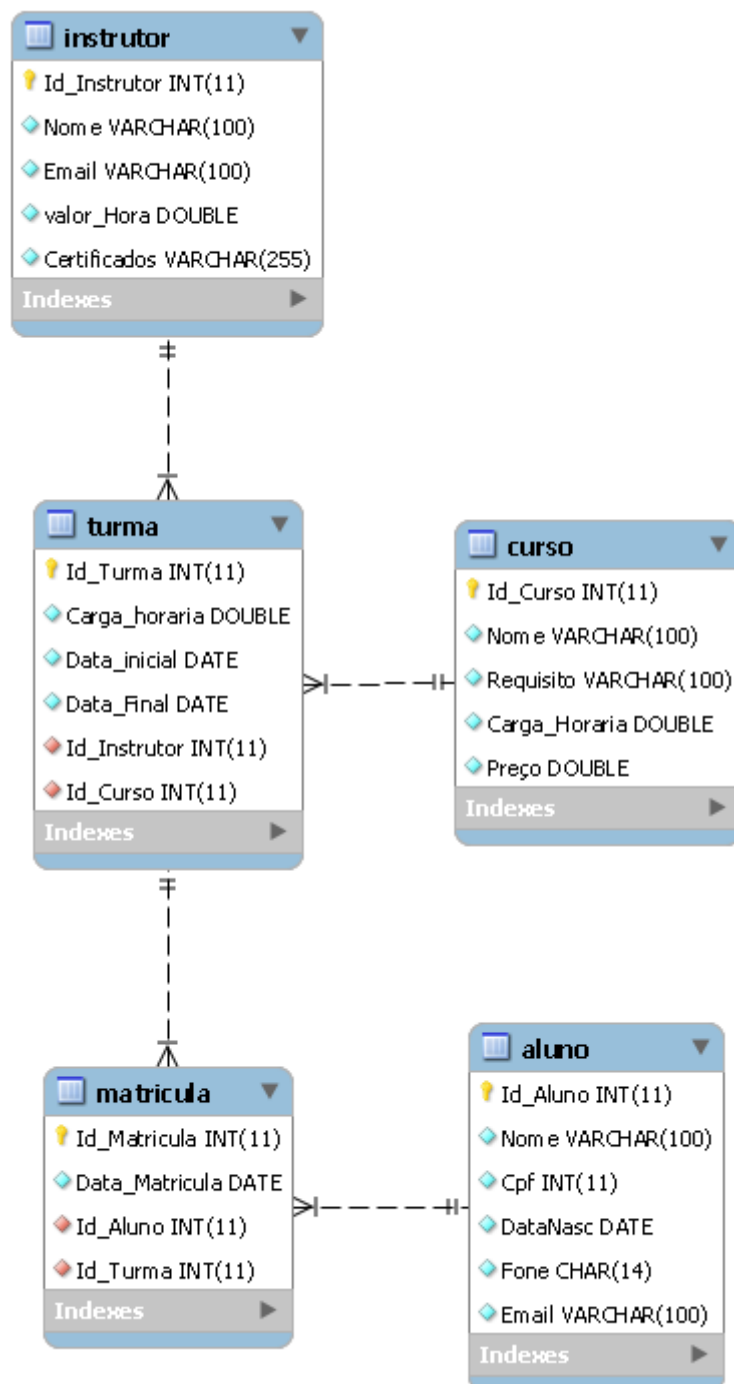 instrutor
Id_Instrutor INT(11)
Nome VARCHAR(100)
Email VARCHAR(100)
valor_Hora DOUBLE
Certificados VARCHAR(255)
Indexes
turma
Id_Turma INT(11)
Carga_horaria DOUBLE
Data_inicial DATE
Data_Final DATE
Id_Instrutor INT(11)
Id_Curso INT(11)
Indexes
curso
Id_Curso INT(11)
Nome VARCHAR(100)
Requisito VARCHAR(100)
Carga_Horaria DOUBLE
Preço DOUBLE
Indexes
matricula
Id_Matricula INT(11)
Data_Matricula DATE
Id_Aluno INT(11)
Id_Turma INT(11)
Indexes
aluno
Id_Aluno INT(11)
Nome VARCHAR(100)
Cpf INT(11)
DataNasc DATE
Fone CHAR(14)
Email VARCHAR(100)
Indexes